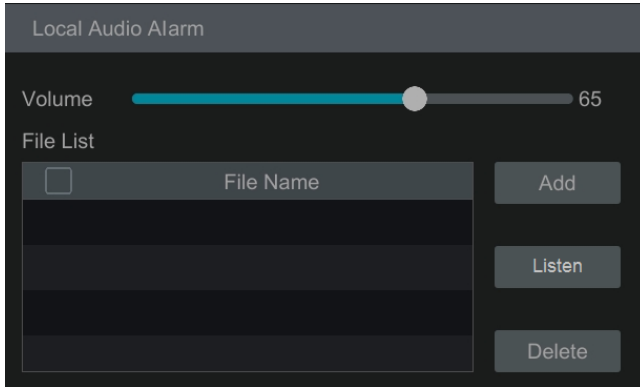 Local Audio Alarm
Volume 65
File List
File Name
Add
Listen
Delete